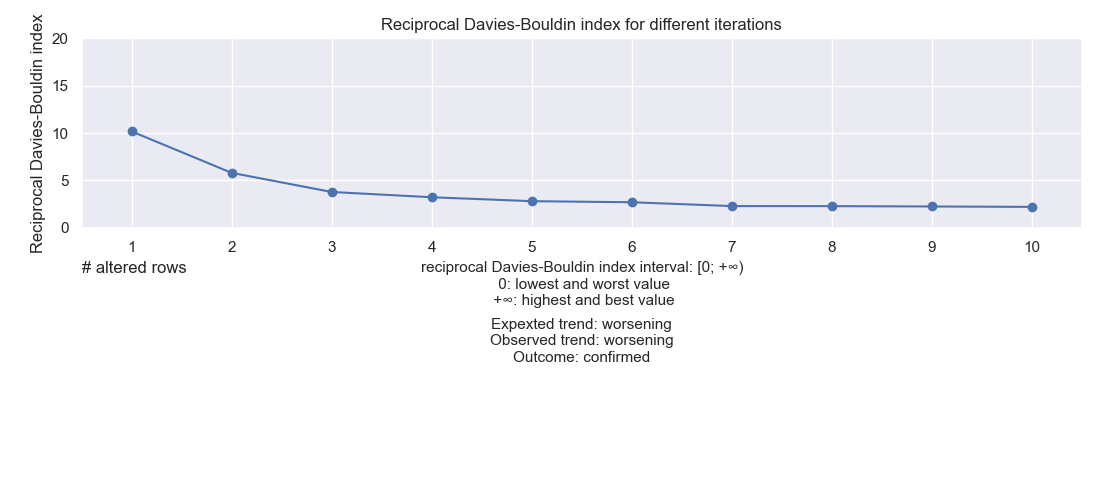 Reciprocal Davies-Bouldin index for different iterations
Reciprocal Davies-Bouldin index
20
15
10
5
0
1 2 3 4 5 6 7 8 9 10
# altered rows
reciprocal Davies-Bouldin index interval: [0; +∞)
0: lowest and worst value
+∞: highest and best value
Expexted trend: worsening
Observed trend: worsening
Outcome: confirmed